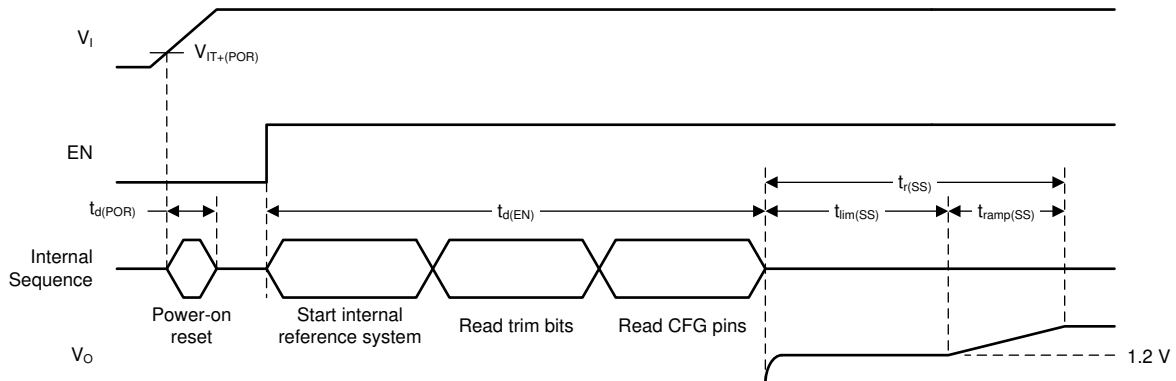 V_I
V_IT+(POR)
EN
t_r(SS)
t_d(POR)
t_d(EN)
t_lim(SS)
t_ramp(SS)
Internal
Sequence
Power-on
reset
Start internal
reference system
Read trim bits
Read CFG pins
V_O
1.2 V